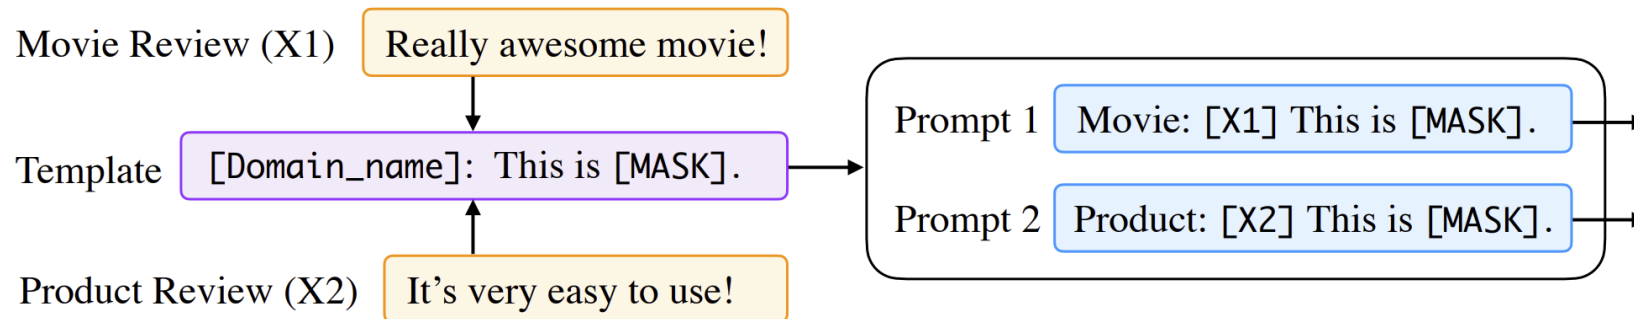 Movie Review (X1) Really awesome movie!
Template [Domain_name]: This is [MASK].
Product Review (X2) It's very easy to use!
Prompt 1 Movie: [X1] This is [MASK].
Prompt 2 Product: [X2] This is [MASK].